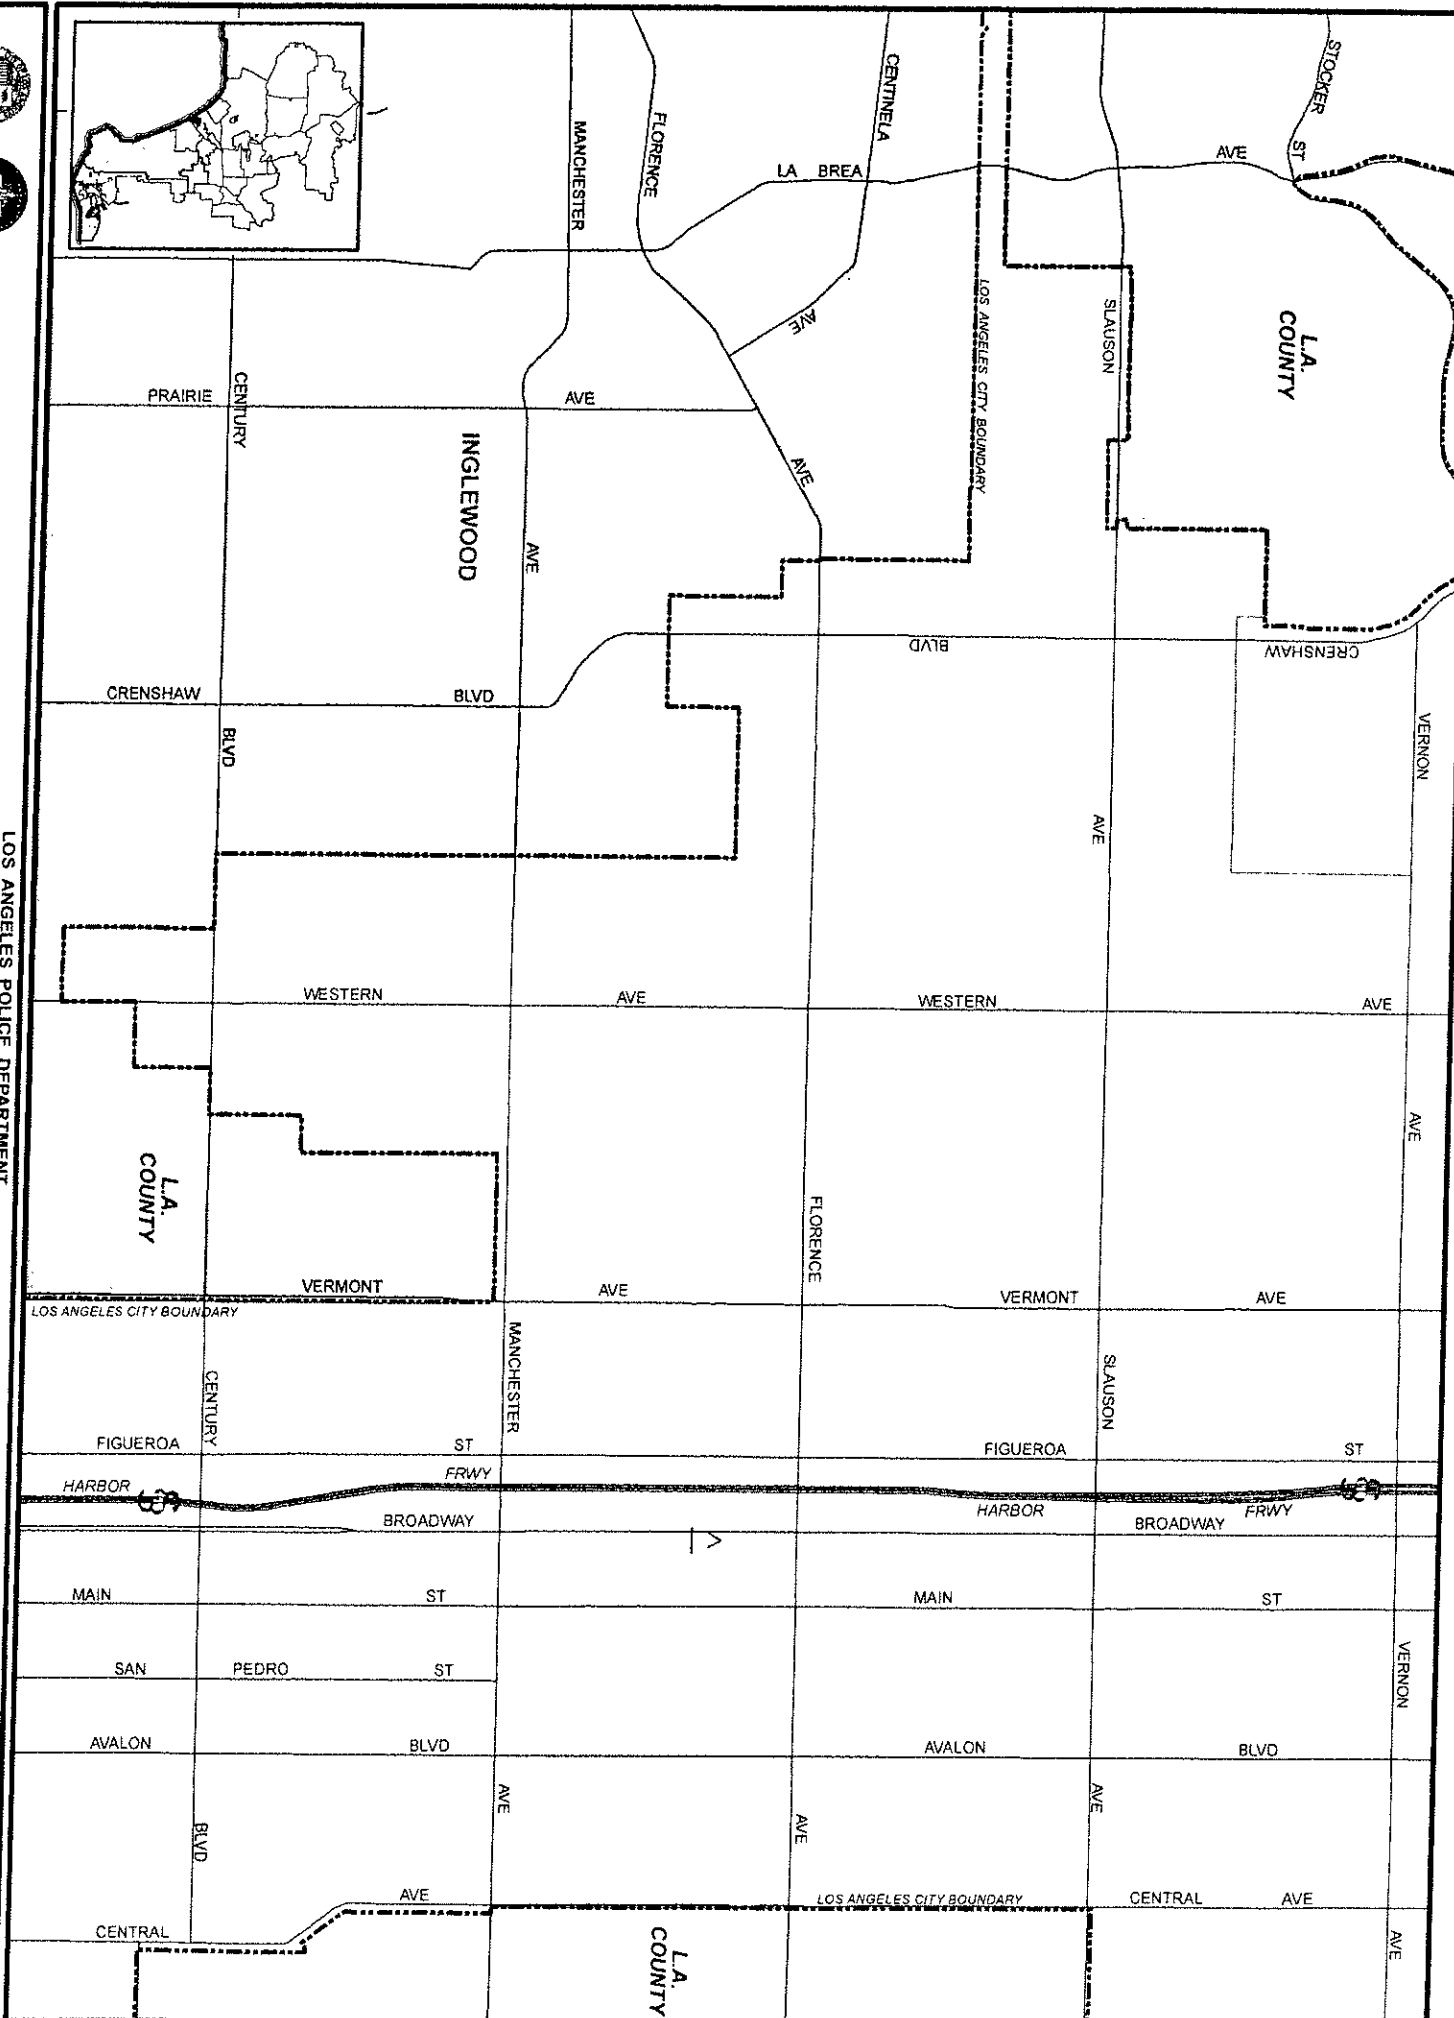 STOCKER
ST
CENTINELA
AVE
FLORENCE
MANCHESTER
LA BREA
AVE
SLAUSON
L.A.
COUNTY
LOS ANGELES CITY BOUNDARY
PRAIRIE
AVE
CENTURY
INGLEWOOD
AVE
AVE
CRENSHAW
BLVD
CRENSHAW
BLVD
BLVD
VERNON
AVE
WESTERN
AVE
WESTERN
AVE
AVE
L.A.
COUNTY
FLORENCE
VERMONT
AVE
VERMONT
AVE
LOS ANGELES CITY BOUNDARY
MANCHESTER
SLAUSON
CENTURY
FIGUEROA
ST
FIGUEROA
ST
HARBOR
FRWY
HARBOR
FRWY
BROADWAY
BROADWAY
MAIN
ST
MAIN
ST
SAN PEDRO ST
VERNON
AVALON
BLVD
AVALON
BLVD
AVE
AVE
AVE
BLVD
AVE
LOS ANGELES CITY BOUNDARY
CENTRAL
AVE
CENTRAL
AVE
L.A.
COUNTY
LOS ANGELES POLICE DEPARTMENT